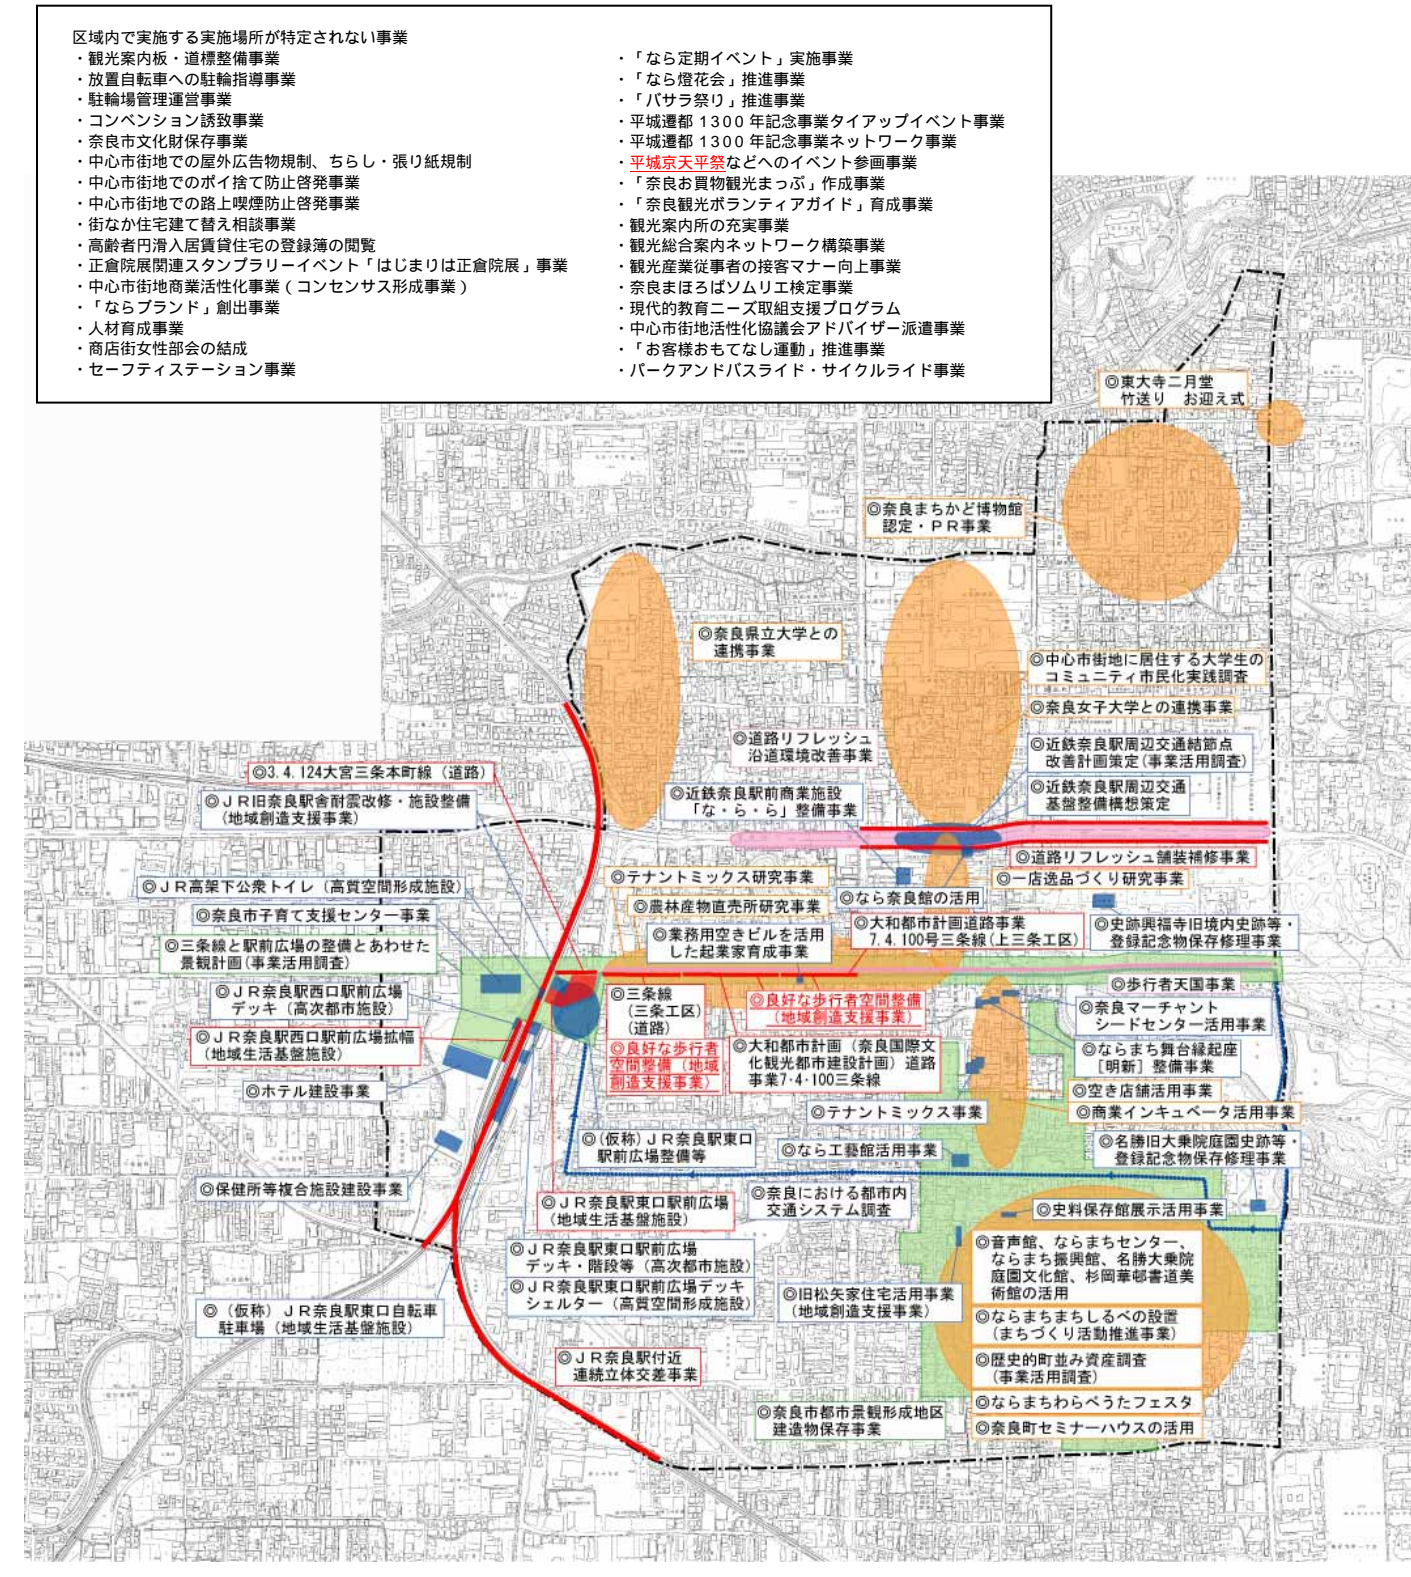 区域内で実施する実施場所が特定されない事業
・観光案内板・道標整備事業
・放置自転車への駐輪指導事業
・駐輪場管理運営事業
・コンベンション誘致事業
・奈良市文化財保存事業
・中心市街地での屋外広告物規制、ちらし・張り紙規制
・中心市街地でのポイ捨て防止啓発事業
・中心市街地での路上喫煙防止啓発事業
・街なか住宅建て替え相談事業
・高齢者円滑入居賃貸住宅の登録簿の閲覧
・正倉院展関連スタンプラリーイベント「はじまりは正倉院展」事業
・中心市街地商業活性化事業(コンセンサス形成事業)
・「ならブランド」創出事業
・人材育成事業
・商店街女性部会の結成
・セーフティステーション事業
・「なら定期イベント」実施事業
・「なら燈花会」推進事業
・「バサラ祭り」推進事業
・平城遷都1300年記念事業タイアップイベント事業
・平城遷都1300年記念事業ネットワーク事業
・平城京天平祭などへのイベント参画事業
・「奈良お買物観光まっぷ」作成事業
・「奈良観光ボランティアガイド」育成事業
・観光案内所の充実事業
・観光総合案内ネットワーク構築事業
・観光産業従事者の接客マナー向上事業
・奈良まほろばソムリエ検定事業
・現代的教育ニーズ取組支援プログラム
・中心市街地活性化協議会アドバイザー派遣事業
・「お客様おもてなし運動」推進事業
・パークアンドバスライド・サイクルライド事業
◎東大寺二月堂
竹送り お迎え式
◎奈良まちかど博物館
認定・PR事業
◎奈良県立大学との
連携事業
◎中心市街地に居住する大学生の
コミュニティ市民化実践調査
◎奈良女子大学との連携事業
◎道路リフレッシュ
沿道環境改善事業
◎近鉄奈良駅周辺交通結節点
改善計画策定(事業活用調査)
◎近鉄奈良駅周辺交通
基盤整備構想策定
◎3.4.124大宮三条本町線(道路)
◎JR旧奈良駅舎耐震改修・施設整備
(地域創造支援事業)
◎近鉄奈良駅前商業施設
「な・ら・ら」整備事業
◎道路リフレッシュ舗装補修事業
◎テナントミックス研究事業
◎一店逸品づくり研究事業
◎JR高架下公衆トイレ(高質空間形成施設)
◎なら奈良館の活用
◎農林産物直売所研究事業
◎奈良市子育て支援センター事業
◎大和都市計画道路事業
7.4.100号三条線(上三条工区)
◎史跡興福寺旧境内史跡等・
登録記念物保存修理事業
◎業務用空きビルを活用
した起業家育成事業
◎三条線と駅前広場の整備とあわせた
景観計画(事業活用調査)
◎歩行者天国事業
◎JR奈良駅西口駅前広場
デッキ(高次都市施設)
◎三条線
(三条工区)
(道路)
◎良好な歩行者空間整備
(地域創造支援事業)
◎奈良マーチャント
シードセンター活用事業
◎JR奈良駅西口駅前広場拡幅
(地域生活基盤施設)
◎良好な歩行者
空間整備(地域
創造支援事業)
◎大和都市計画(奈良国際文
化観光都市建設計画)道路
事業7・4・100三条線
◎ならまち舞台縁起座
[明新]整備事業
◎ホテル建設事業
◎空き店舗活用事業
◎テナントミックス事業
◎商業インキュベータ活用事業
◎(仮称)JR奈良駅東口
駅前広場整備等
◎なら工藝館活用事業
◎名勝旧大乗院庭園史跡等・
登録記念物保存修理事業
◎保健所等複合施設建設事業
◎JR奈良駅東口駅前広場
(地域生活基盤施設)
◎奈良における都市内
交通システム調査
◎史料保存館展示活用事業
◎JR奈良駅東口駅前広場
デッキ・階段等(高次都市施設)
◎音声館、ならまちセンター、
ならまち振興館、名勝大乗院
庭園文化館、杉岡華邨書道美
術館の活用
◎JR奈良駅東口駅前広場デッキ
シェルター(高質空間形成施設)
◎旧松矢家住宅活用事業
(地域創造支援事業)
◎(仮称)JR奈良駅東口自転車
駐車場(地域生活基盤施設)
◎ならまちまちしるべの設置
(まちづくり活動推進事業)
◎JR奈良駅付近
連続立体交差事業
◎歴史的町並み資産調査
(事業活用調査)
◎ならまちわらべうたフェスタ
◎奈良市都市景観形成地区
建造物保存事業
◎奈良町セミナーハウスの活用